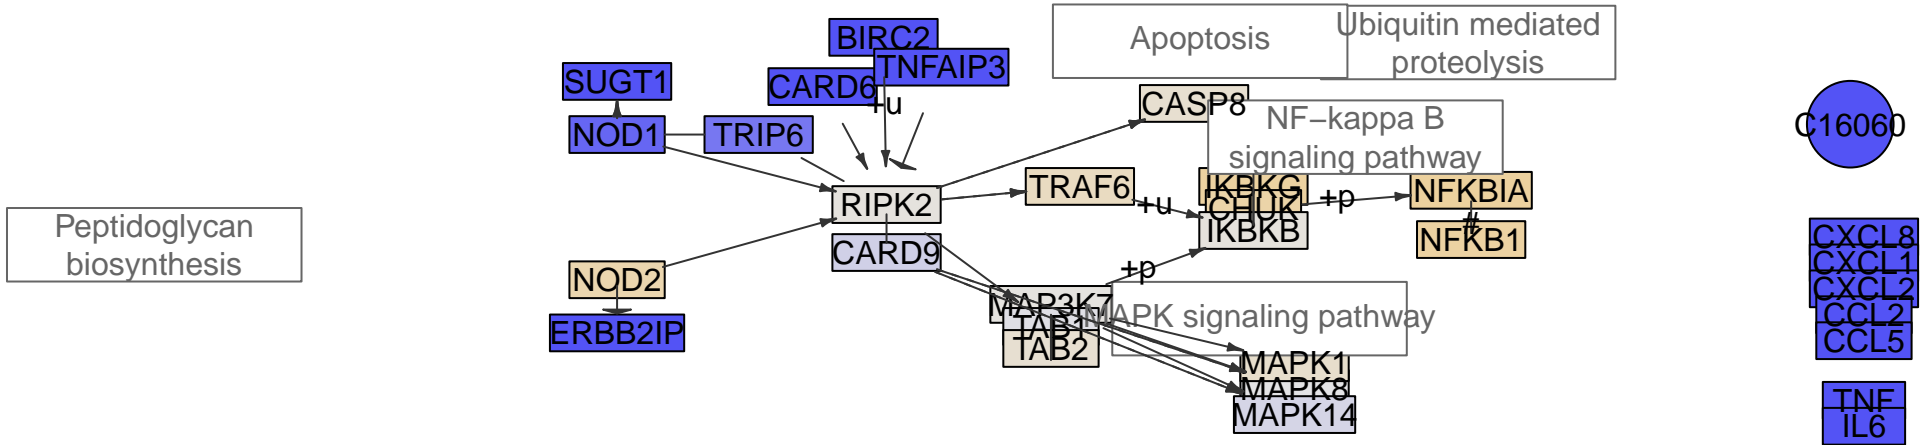 BIRC2
Apoptosis
Ubiquitin mediated
proteolysis
SUGT1
CARD6
TNFAIP3
+u
CASP8
NOD1
TRIP6
NF−kappa B
signaling pathway
C16060
TRAF6
+u
IKBKG
CHUK
IKBKB
+p
NFKBIA
#
NFKB1
RIPK2
CARD9
Peptidoglycan
biosynthesis
NOD2
ERBB2IP
+p
MAP3K7
TAB1
TAB2
MAPK signaling pathway
MAPK1
MAPK8
MAPK14
CXCL8
CXCL1
CXCL2
CCL2
CCL5
TNF
IL6